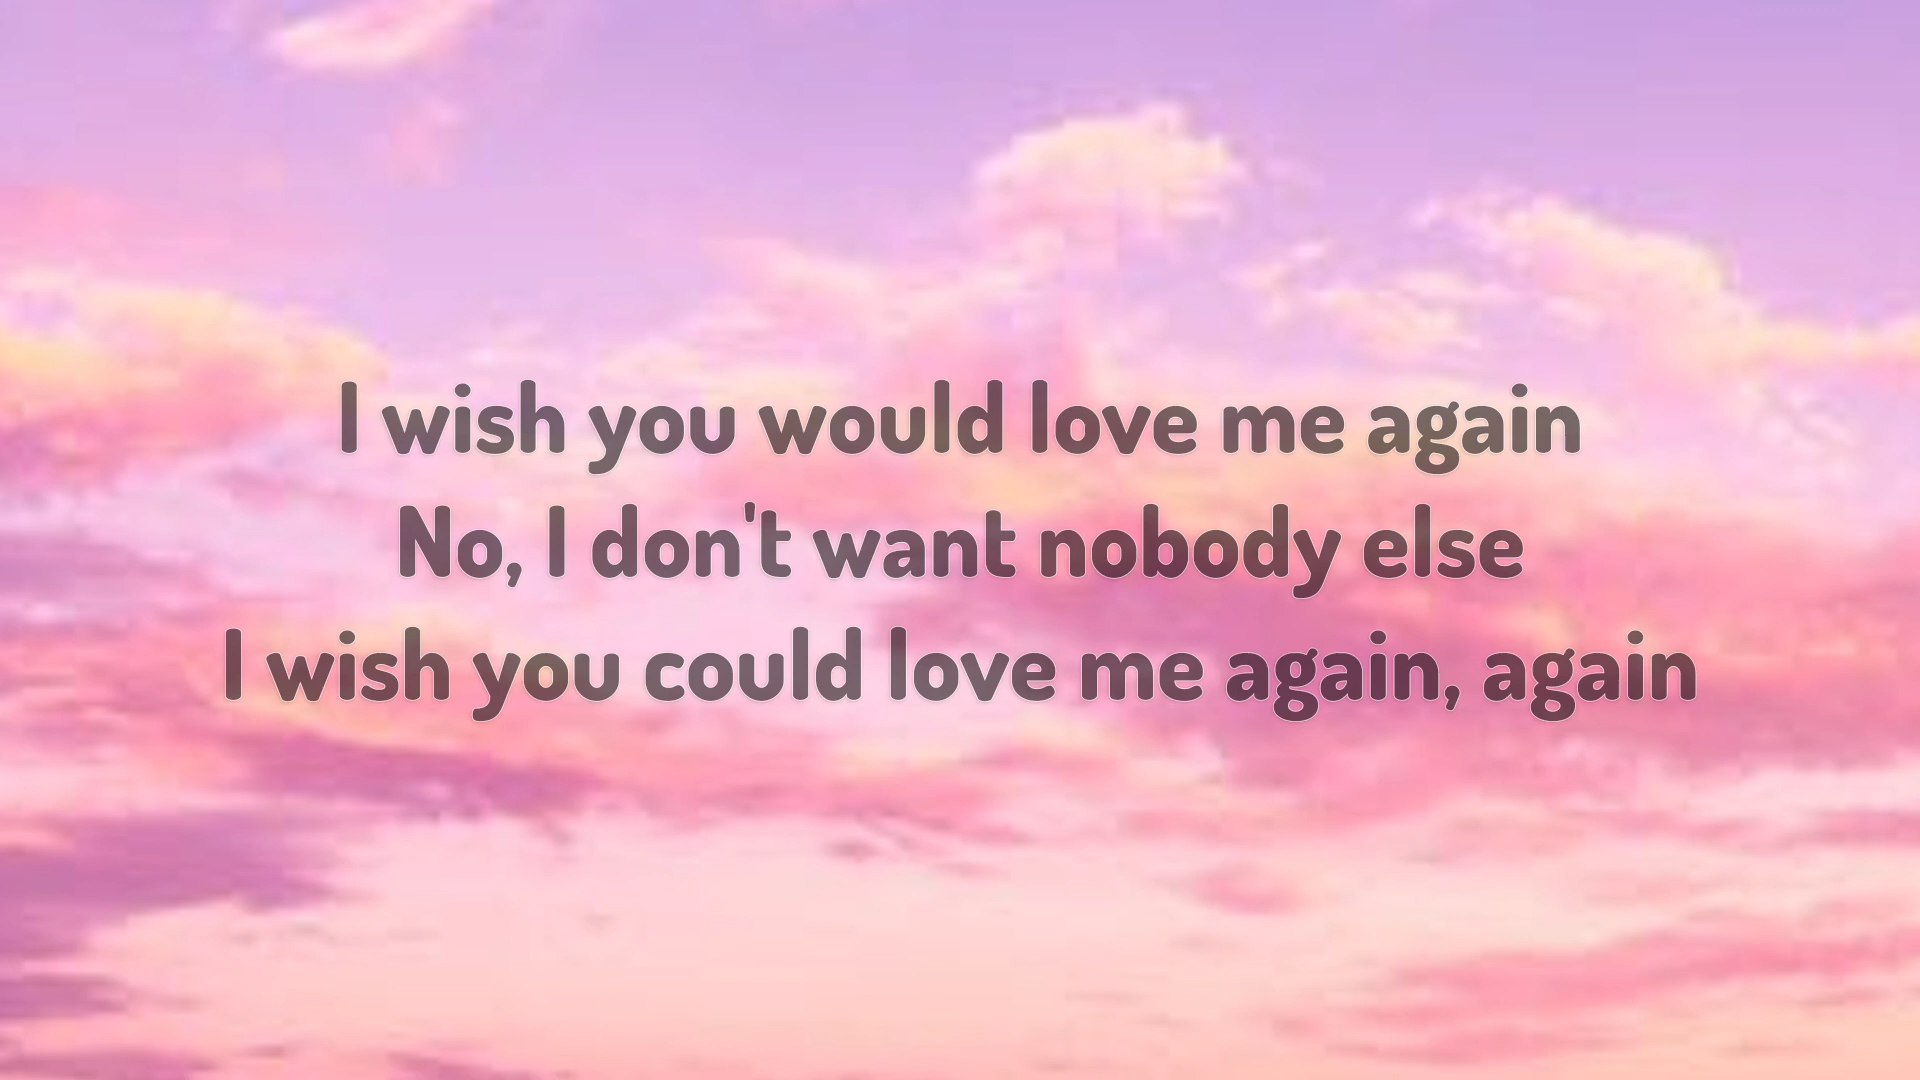 I wish you would love me again
No, I don't want nobody else
I wish you could love me again, again